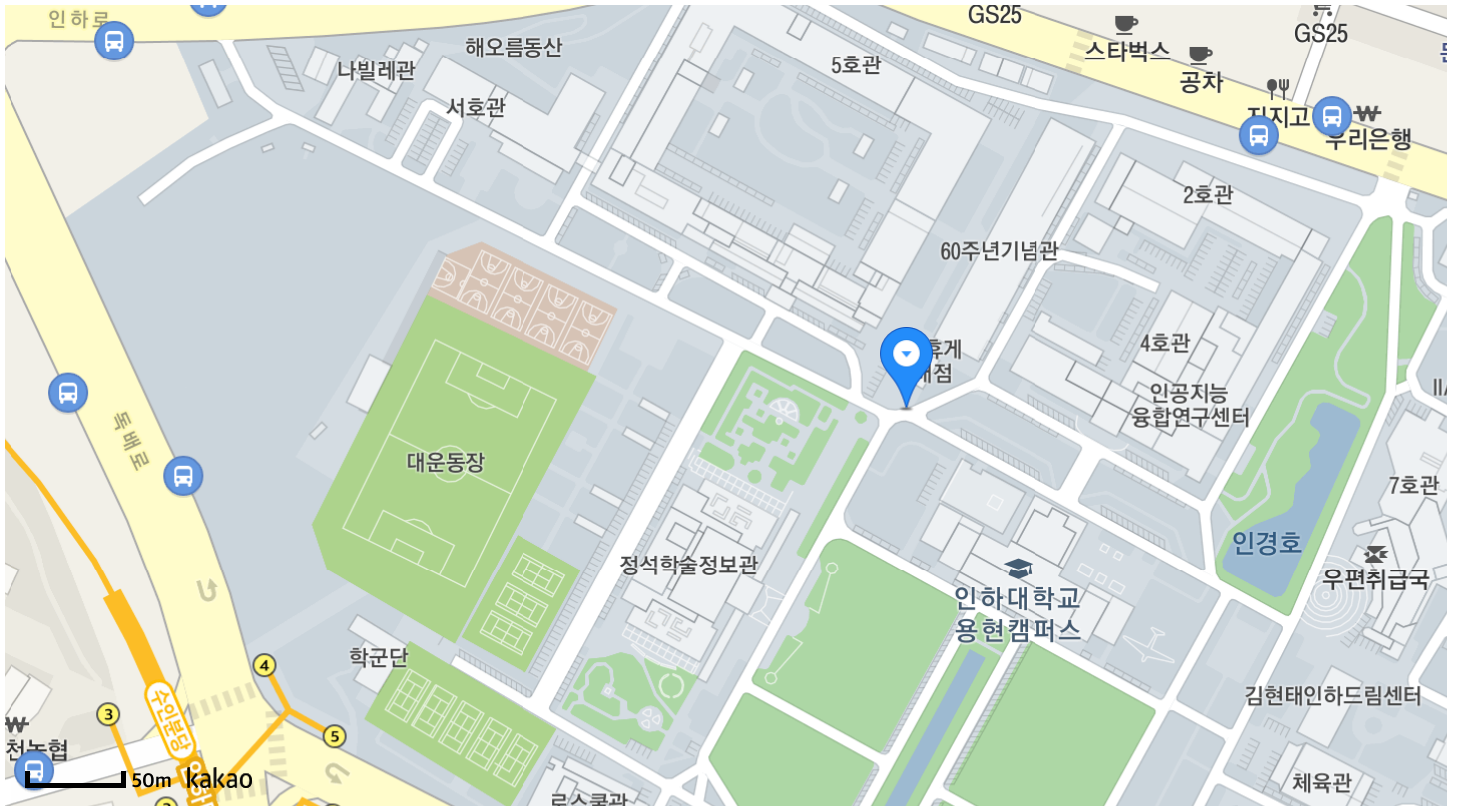 인하로
GS25
GS25
스타벅스
공차
지지고
우리은행
해오름동산
나빌레관
서호관
5호관
2호관
60주년기념관
4호관
휴게
매점
인공지능
융합연구센터
독배로
대운동장
정석학술정보관
7호관
인경호
우편취급국
인하대학교
용현캠퍼스
학군단
김현태인하드림센터
체육관
로스쿨관
수인분당
4
3
5
천농협
50m kakao